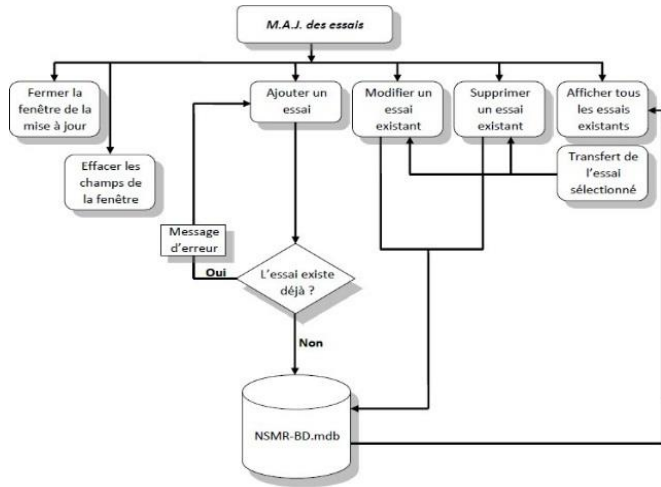 M.A.J. des essais
Fermer la
fenêtre de la
mise à jour
Ajouter un
essai
Modifier un
essai
existant
Supprimer
un essai
existant
Afficher tous
les essais
existants
Effacer les
champs de
la fenêtre
Transfert de
l'essai
sélectionné
Message
d'erreur
Oui
L'essai existe
déjà ?
Non
NSMR-BD.mdb